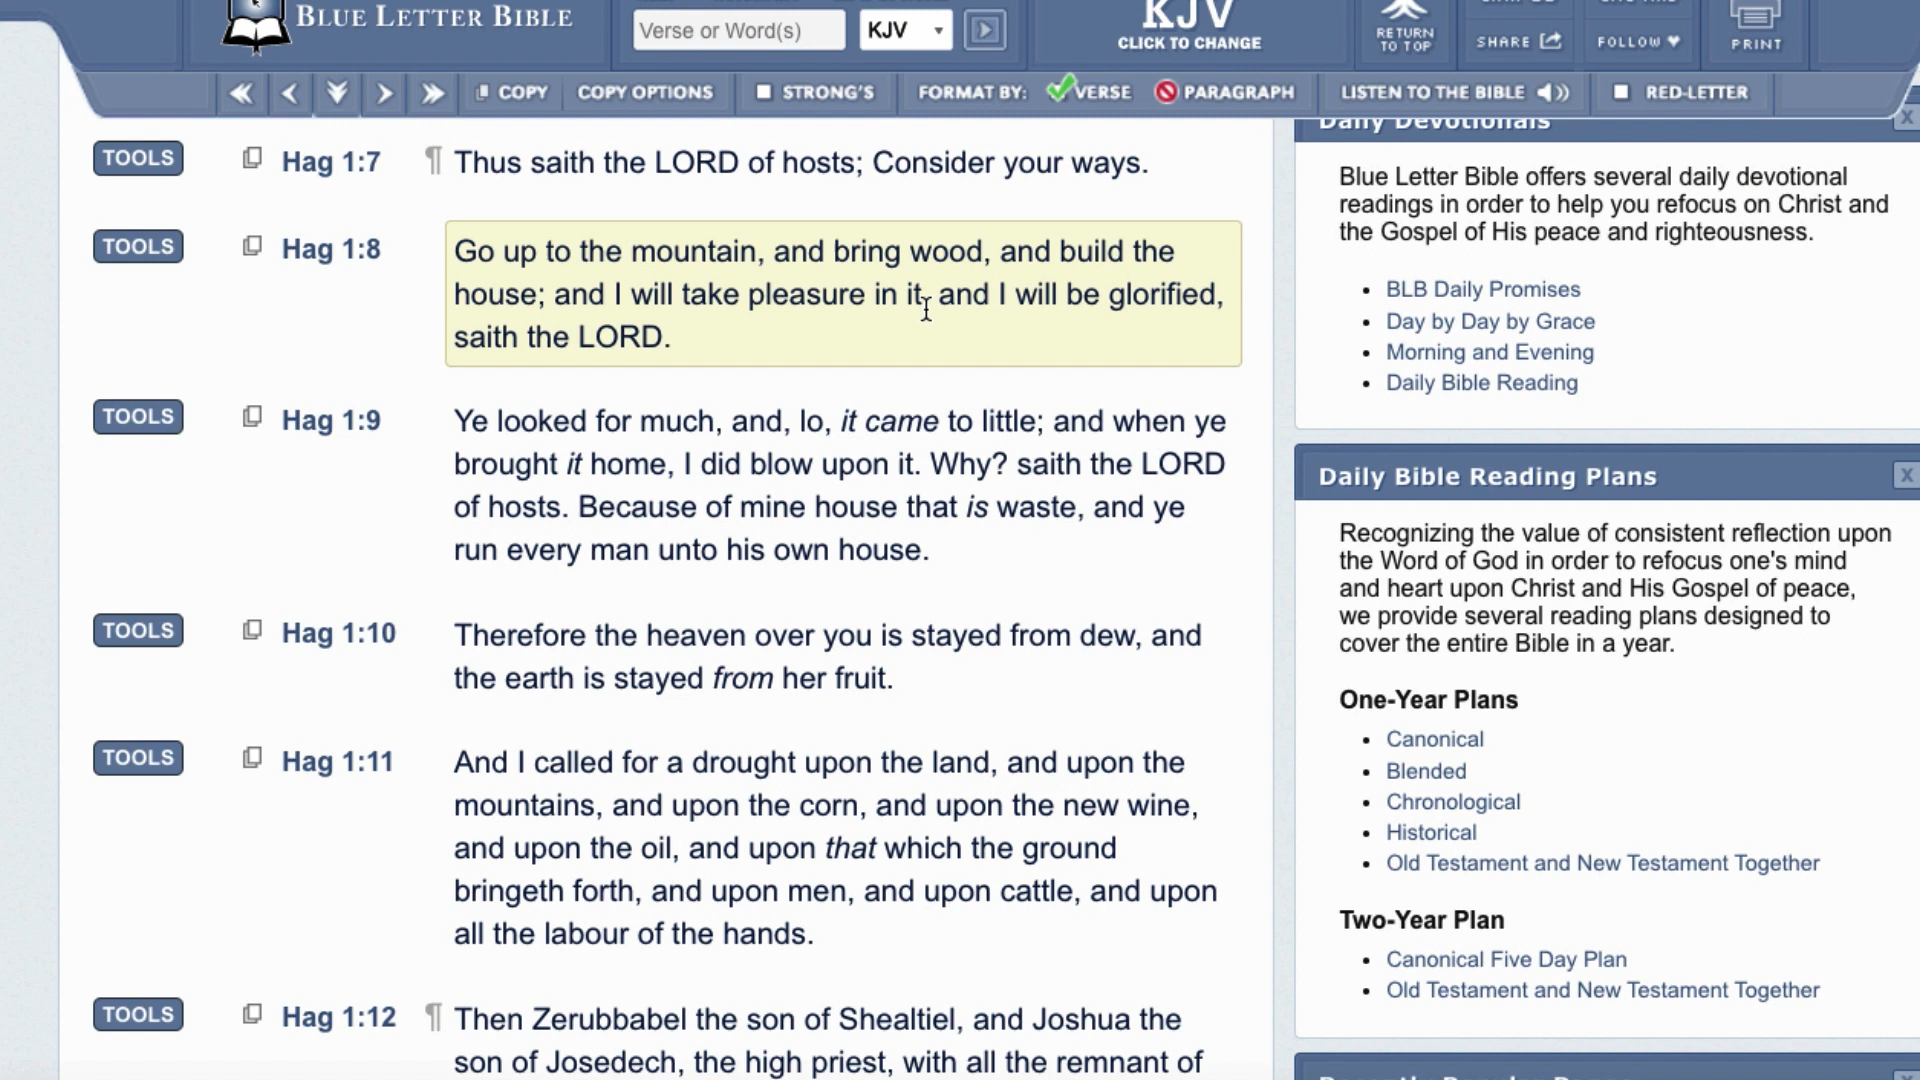 BLUE LETTER BIBLE
Verse or Word(s)
KJV
KJV
CLICK TO CHANGE
RETURN
TO TOP
SHARE
FOLLOW
PRINT
COPY
COPY OPTIONS
STRONG'S
FORMAT BY:
VERSE
PARAGRAPH
LISTEN TO THE BIBLE
RED-LETTER
TOOLS
Hag 1:7
¶ Thus saith the LORD of hosts; Consider your ways.
TOOLS
Hag 1:8
Go up to the mountain, and bring wood, and build the
house; and I will take pleasure in it, and I will be glorified,
saith the LORD.
TOOLS
Hag 1:9
Ye looked for much, and, lo, it came to little; and when ye
brought it home, I did blow upon it. Why? saith the LORD
of hosts. Because of mine house that is waste, and ye
run every man unto his own house.
TOOLS
Hag 1:10
Therefore the heaven over you is stayed from dew, and
the earth is stayed from her fruit.
TOOLS
Hag 1:11
And I called for a drought upon the land, and upon the
mountains, and upon the corn, and upon the new wine,
and upon the oil, and upon that which the ground
bringeth forth, and upon men, and upon cattle, and upon
all the labour of the hands.
TOOLS
Hag 1:12
¶ Then Zerubbabel the son of Shealtiel, and Joshua the
son of Josedech, the high priest, with all the remnant of
Daily Devotionals
X
Blue Letter Bible offers several daily devotional
readings in order to help you refocus on Christ and
the Gospel of His peace and righteousness.
• BLB Daily Promises
• Day by Day by Grace
• Morning and Evening
• Daily Bible Reading
Daily Bible Reading Plans
X
Recognizing the value of consistent reflection upon
the Word of God in order to refocus one's mind
and heart upon Christ and His Gospel of peace,
we provide several reading plans designed to
cover the entire Bible in a year.
One-Year Plans
• Canonical
• Blended
• Chronological
• Historical
• Old Testament and New Testament Together
Two-Year Plan
• Canonical Five Day Plan
• Old Testament and New Testament Together